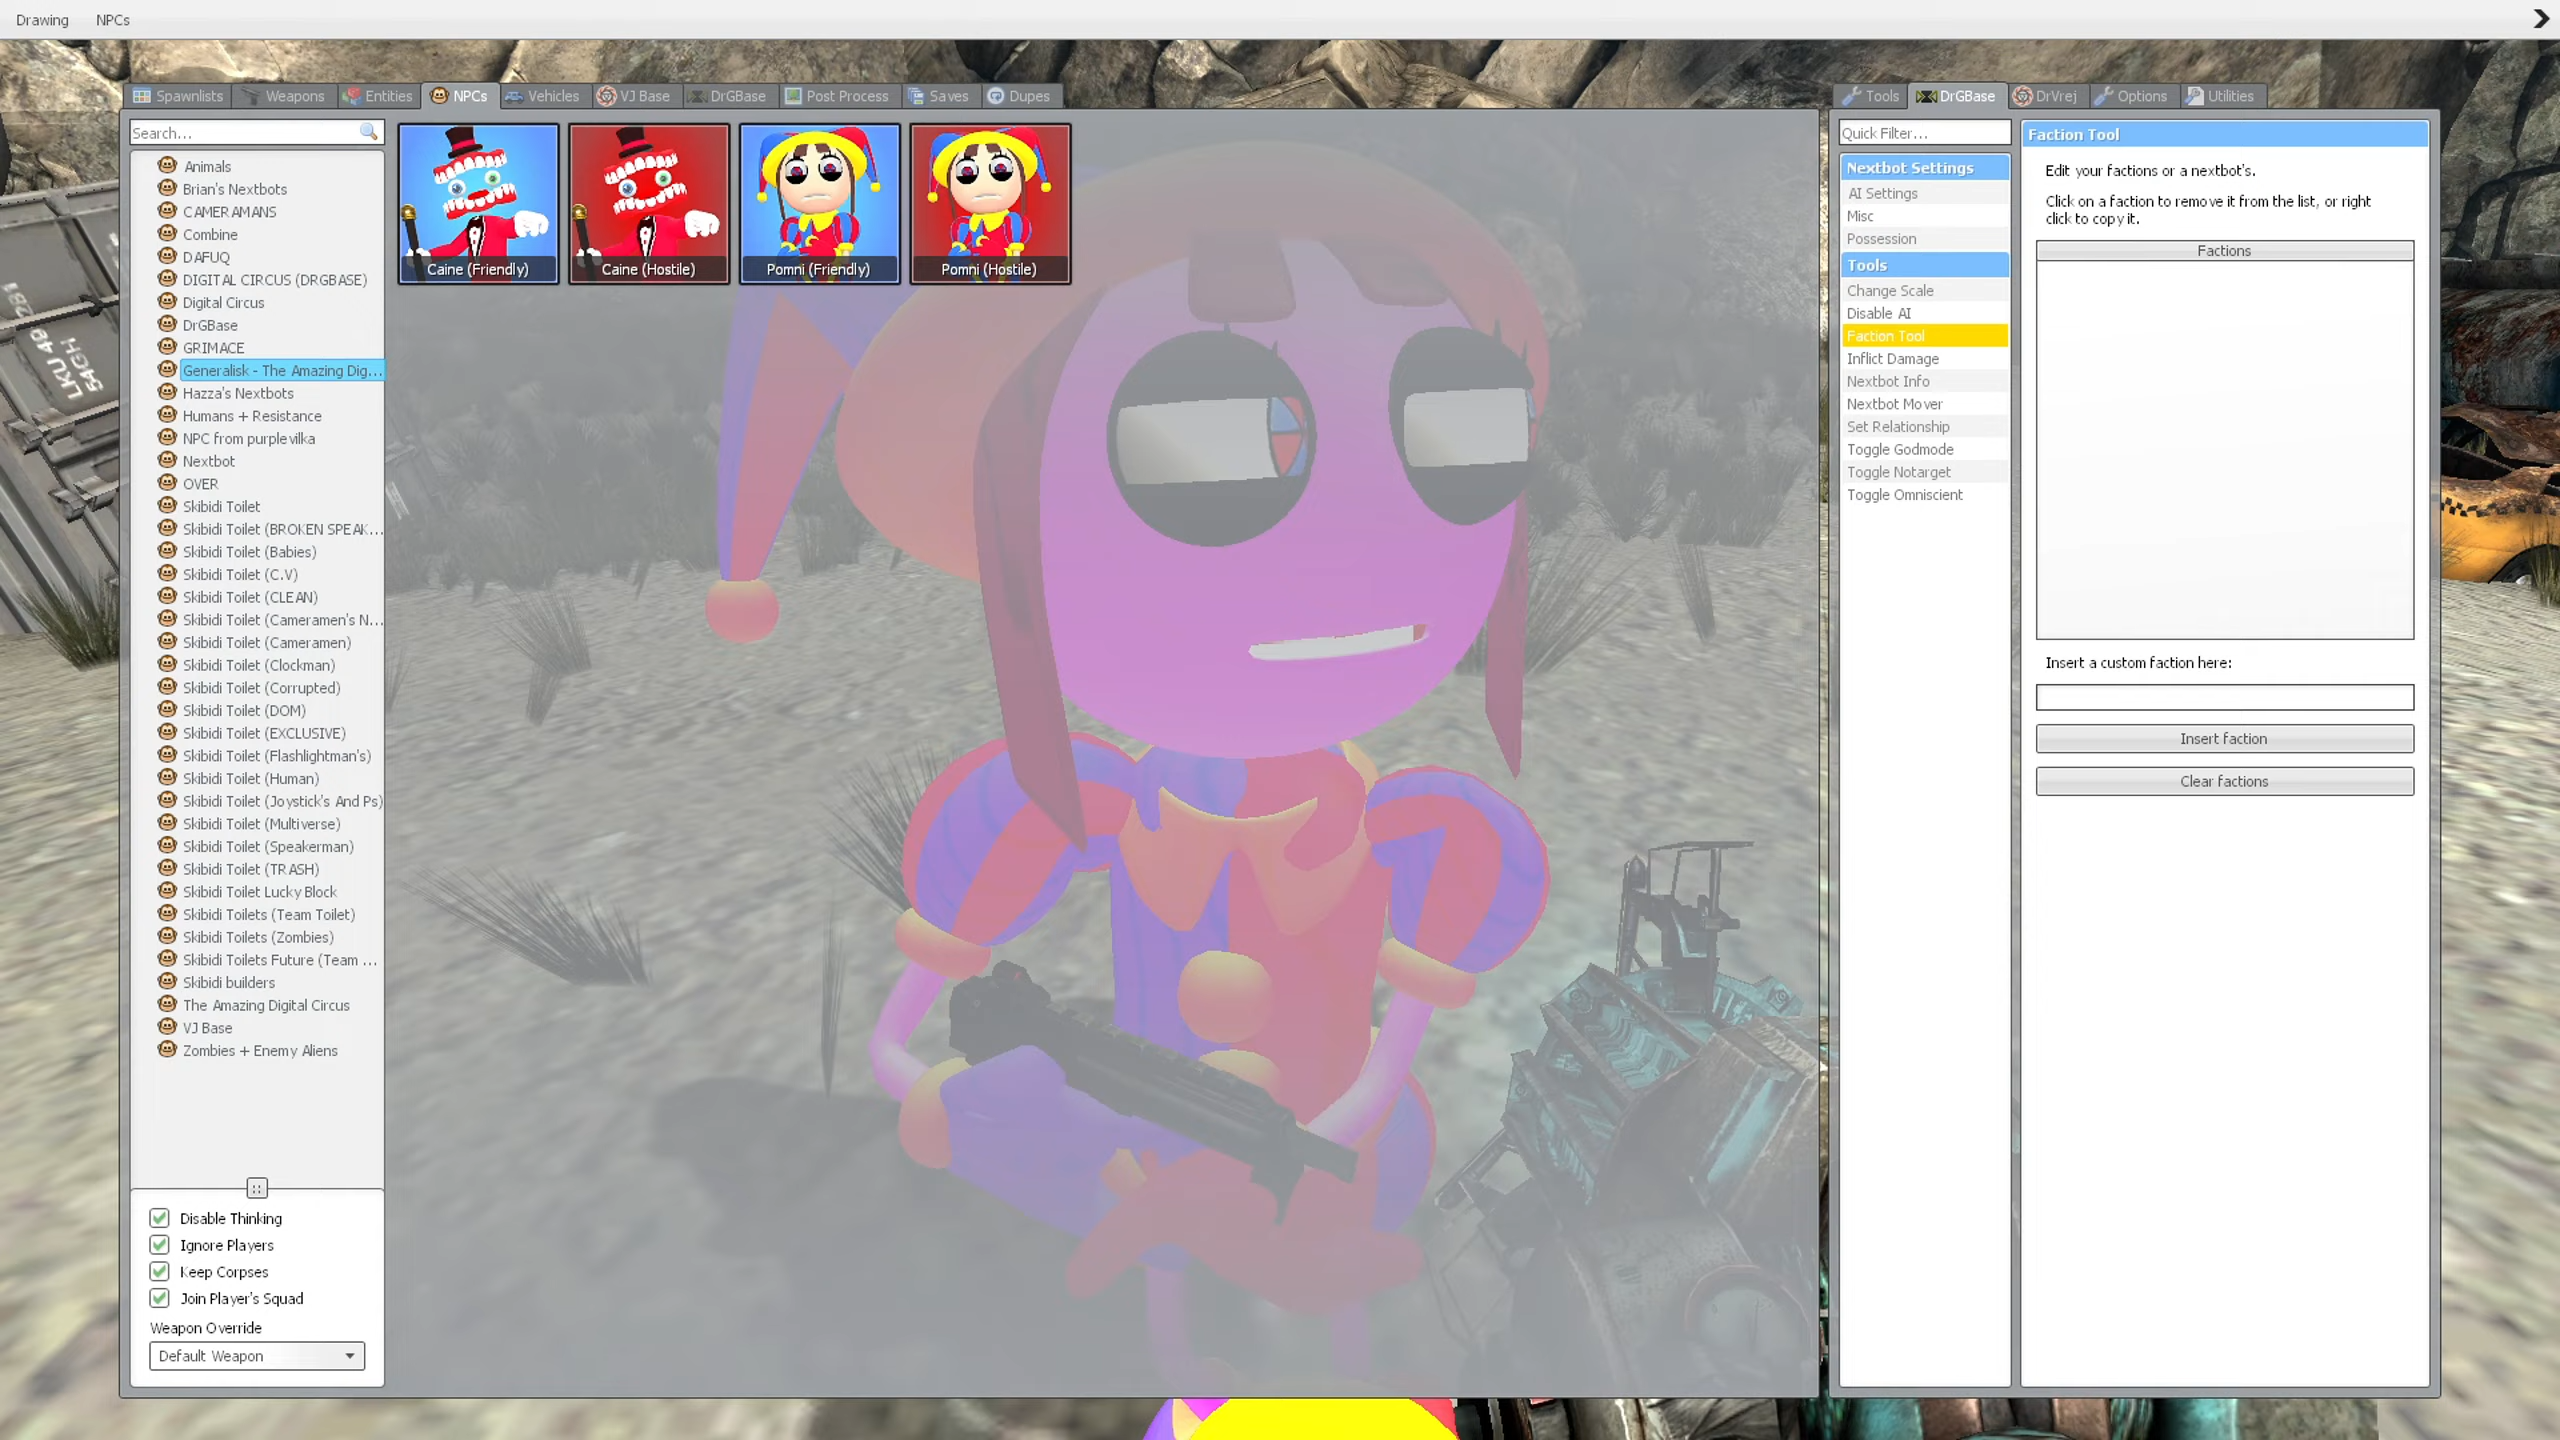 Drawing NPCs
Spawnlists Weapons Entities NPCs Vehicles VJ Base DrGBase Post Process Saves Dupes
Search...
Animals
Brian's Nextbots
CAMERAMANS
Combine
DAFUQ
DIGITAL CIRCUS (DRGBASE)
Digital Circus
DrGBase
GRIMACE
Generalisk - The Amazing Dig...
Hazza's Nextbots
Humans + Resistance
NPC from purplevilka
Nextbot
OVER
Skibidi Toilet
Skibidi Toilet (BROKEN SPEAK...
Skibidi Toilet (Babies)
Skibidi Toilet (C.V)
Skibidi Toilet (CLEAN)
Skibidi Toilet (Cameramen's N...
Skibidi Toilet (Cameramen)
Skibidi Toilet (Clockman)
Skibidi Toilet (Corrupted)
Skibidi Toilet (DOM)
Skibidi Toilet (EXCLUSIVE)
Skibidi Toilet (Flashlightman's)
Skibidi Toilet (Human)
Skibidi Toilet (Joystick's And Ps)
Skibidi Toilet (Multiverse)
Skibidi Toilet (Speakerman)
Skibidi Toilet (TRASH)
Skibidi Toilet Lucky Block
Skibidi Toilets (Team Toilet)
Skibidi Toilets (Zombies)
Skibidi Toilets Future (Team ...
Skibidi builders
The Amazing Digital Circus
VJ Base
Zombies + Enemy Aliens
Disable Thinking
Ignore Players
Keep Corpses
Join Player's Squad
Weapon Override
Default Weapon
Caine (Friendly) Caine (Hostile) Pomni (Friendly) Pomni (Hostile)
Tools DrGBase DrVrej Options Utilities
Quick Filter...
Nextbot Settings
AI Settings
Misc
Possession
Tools
Change Scale
Disable AI
Faction Tool
Inflict Damage
Nextbot Info
Nextbot Mover
Set Relationship
Toggle Godmode
Toggle Notarget
Toggle Omniscient
Faction Tool
Edit your factions or a nextbot's.
Click on a faction to remove it from the list, or right
click to copy it.
Factions
Insert a custom faction here:
Insert faction
Clear factions
LKU 40
54GH